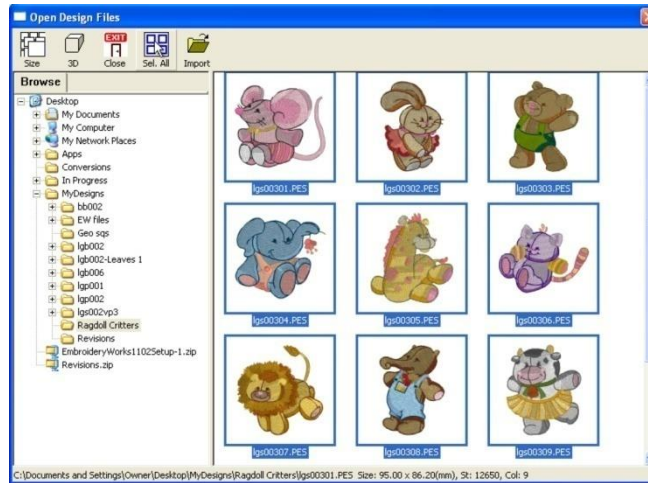 Open Design Files
Size 3D EXIT Close Sel. All Import
Browse
Desktop
My Documents
My Computer
My Network Places
Apps
Conversions
In Progress
MyDesigns
bb002
EW files
Geo sqs
lgb002
lgb002-Leaves 1
lgb006
lgp001
lgp002
lgs002vp3
Ragdoll Critters
Revisions
EmbroideryWorks1102Setup-1.zip
Revisions.zip
lgs00301.PES lgs00302.PES lgs00303.PES
lgs00304.PES lgs00305.PES lgs00306.PES
lgs00307.PES lgs00308.PES lgs00309.PES
C:\Documents and Settings\Owner\Desktop\MyDesigns\Ragdoll Critters\lgs00301.PES Size: 95.00 x 86.20(mm), St: 12650, Col: 9